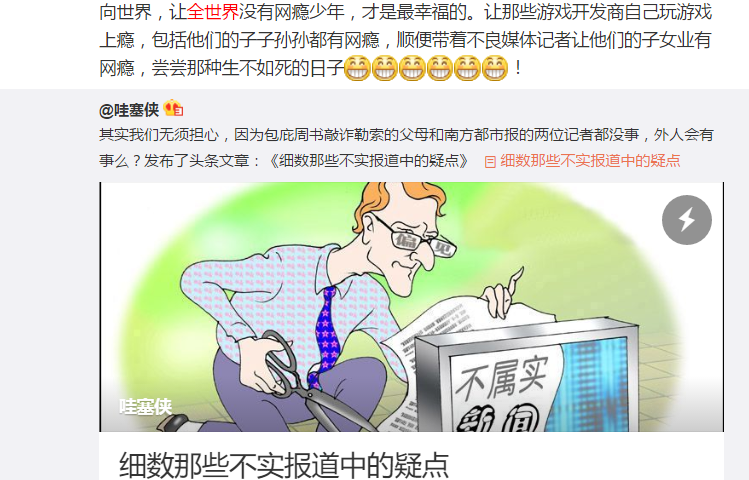 向世界，让全世界没有网瘾少年，才是最幸福的。让那些游戏开发商自己玩游戏
上瘾，包括他们的子子孙孙都有网瘾，顺便带着不良媒体记者让他们的子女业有
网瘾，尝尝那种生不如死的日子😁😁😁😁😁😁！
@哇塞侠
其实我们无须担心，因为包庇周书敲诈勒索的父母和南方都市报的两位记者都没事，外人会有
事么？发布了头条文章：《细数那些不实报道中的疑点》 细数那些不实报道中的疑点
偏见
不属实
新闻
哇塞侠
细数那些不实报道中的疑点